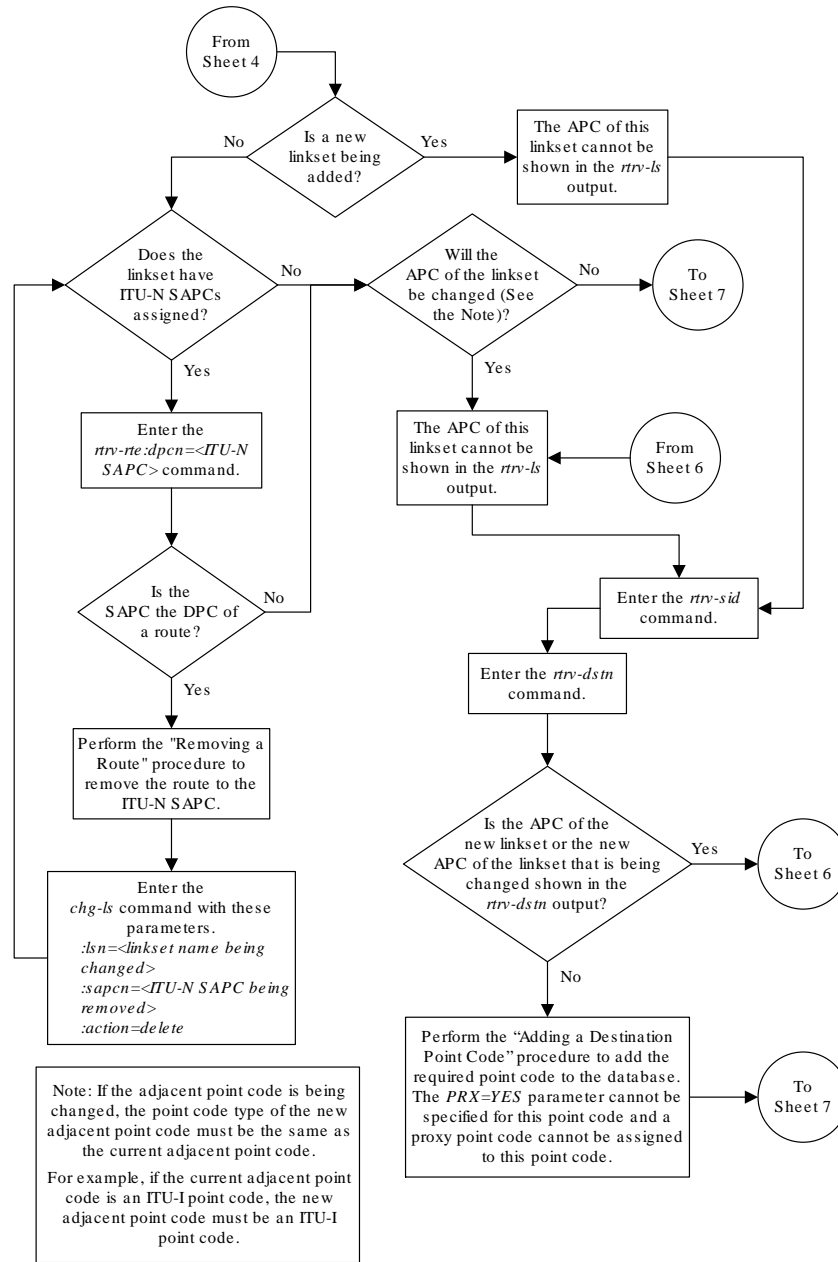 From
Sheet 4
Is a new
linkset being
added?
No
Yes
The APC of this
linkset cannot be
shown in the rtrv-ls
output.
Does the
linkset have
ITU-N SAPCs
assigned?
No
Yes
Will the
APC of the linkset
be changed (See
the Note)?
No
Yes
To
Sheet 7
Enter the
rtrv-rte:dpcn=<ITU-N
SAPC> command.
The APC of this
linkset cannot be
shown in the rtrv-ls
output.
From
Sheet 6
Is the
SAPC the DPC of
a route?
No
Yes
Enter the rtrv-sid
command.
Enter the rtrv-dstn
command.
Perform the "Removing a
Route" procedure to
remove the route to the
ITU-N SAPC.
Is the APC of the
new linkset or the new
APC of the linkset that is being
changed shown in the
rtrv-dstn output?
Yes
No
To
Sheet 6
Enter the
chg-ls command with these
parameters.
:lsn=<linkset name being
changed>
:sapcn=<ITU-N SAPC being
removed>
:action=delete
Perform the “Adding a Destination
Point Code” procedure to add the
required point code to the database.
The PRX=YES parameter cannot be
specified for this point code and a
proxy point code cannot be assigned
to this point code.
To
Sheet 7
Note: If the adjacent point code is being
changed, the point code type of the new
adjacent point code must be the same as
the current adjacent point code.
For example, if the current adjacent point
code is an ITU-I point code, the new
adjacent point code must be an ITU-I
point code.